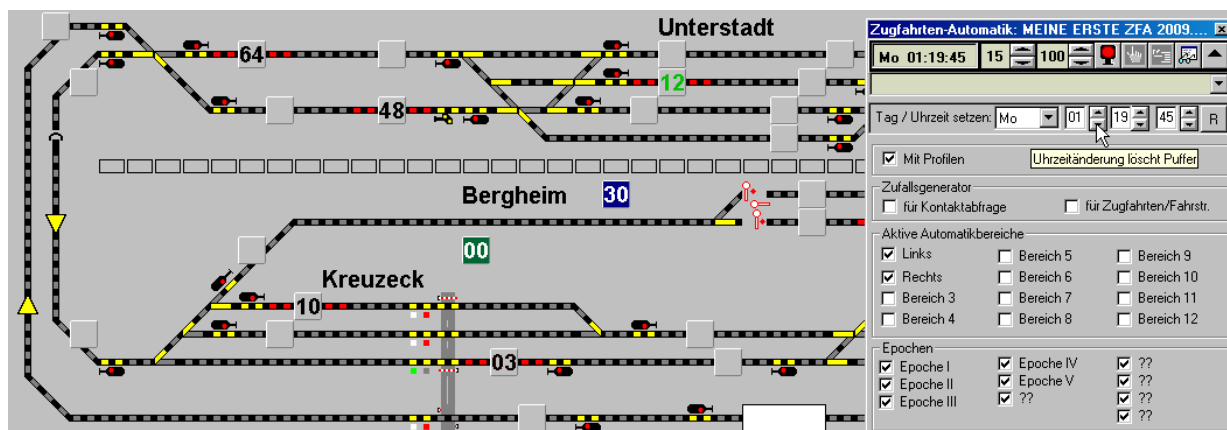 Unterstadt
64
12
48
Bergheim
30
00
Kreuzeck
10
03
Zugfahrten-Automatik: MEINE ERSTE ZFA 2009....
Mo 01:19:45 15 100
Tag / Uhrzeit setzen: Mo 01 19 45 R
Mit Profilen
Uhrzeitänderung löscht Puffer
Zufallsgenerator
für Kontaktabfrage für Zugfahrten/Fahrstr.
Aktive Automatikbereiche
Links Bereich 5 Bereich 9
Rechts Bereich 6 Bereich 10
Bereich 3 Bereich 7 Bereich 11
Bereich 4 Bereich 8 Bereich 12
Epochen
Epoche I Epoche IV ??
Epoche II Epoche V ??
Epoche III ?? ??
??